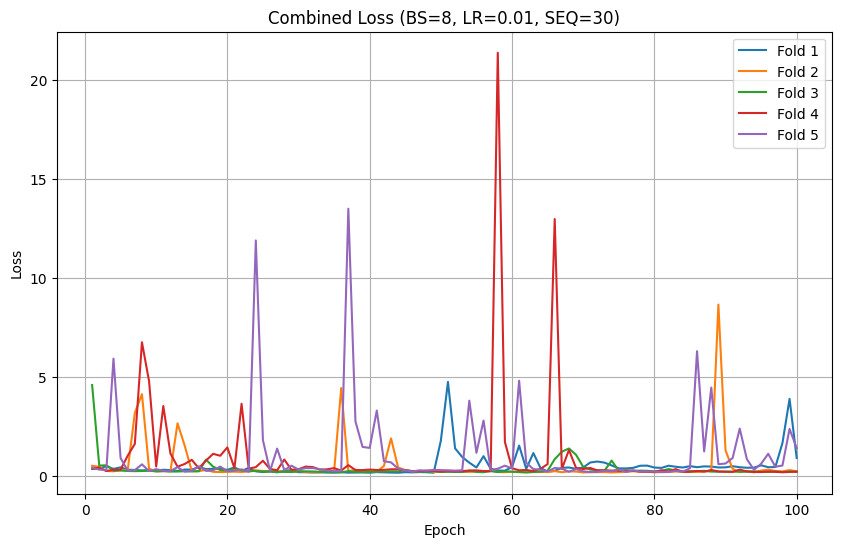 Combined Loss (BS=8, LR=0.01, SEQ=30)
Fold 1
Fold 2
Fold 3
Fold 4
Fold 5
Loss
20
15
10
5
0
0 20 40 60 80 100
Epoch